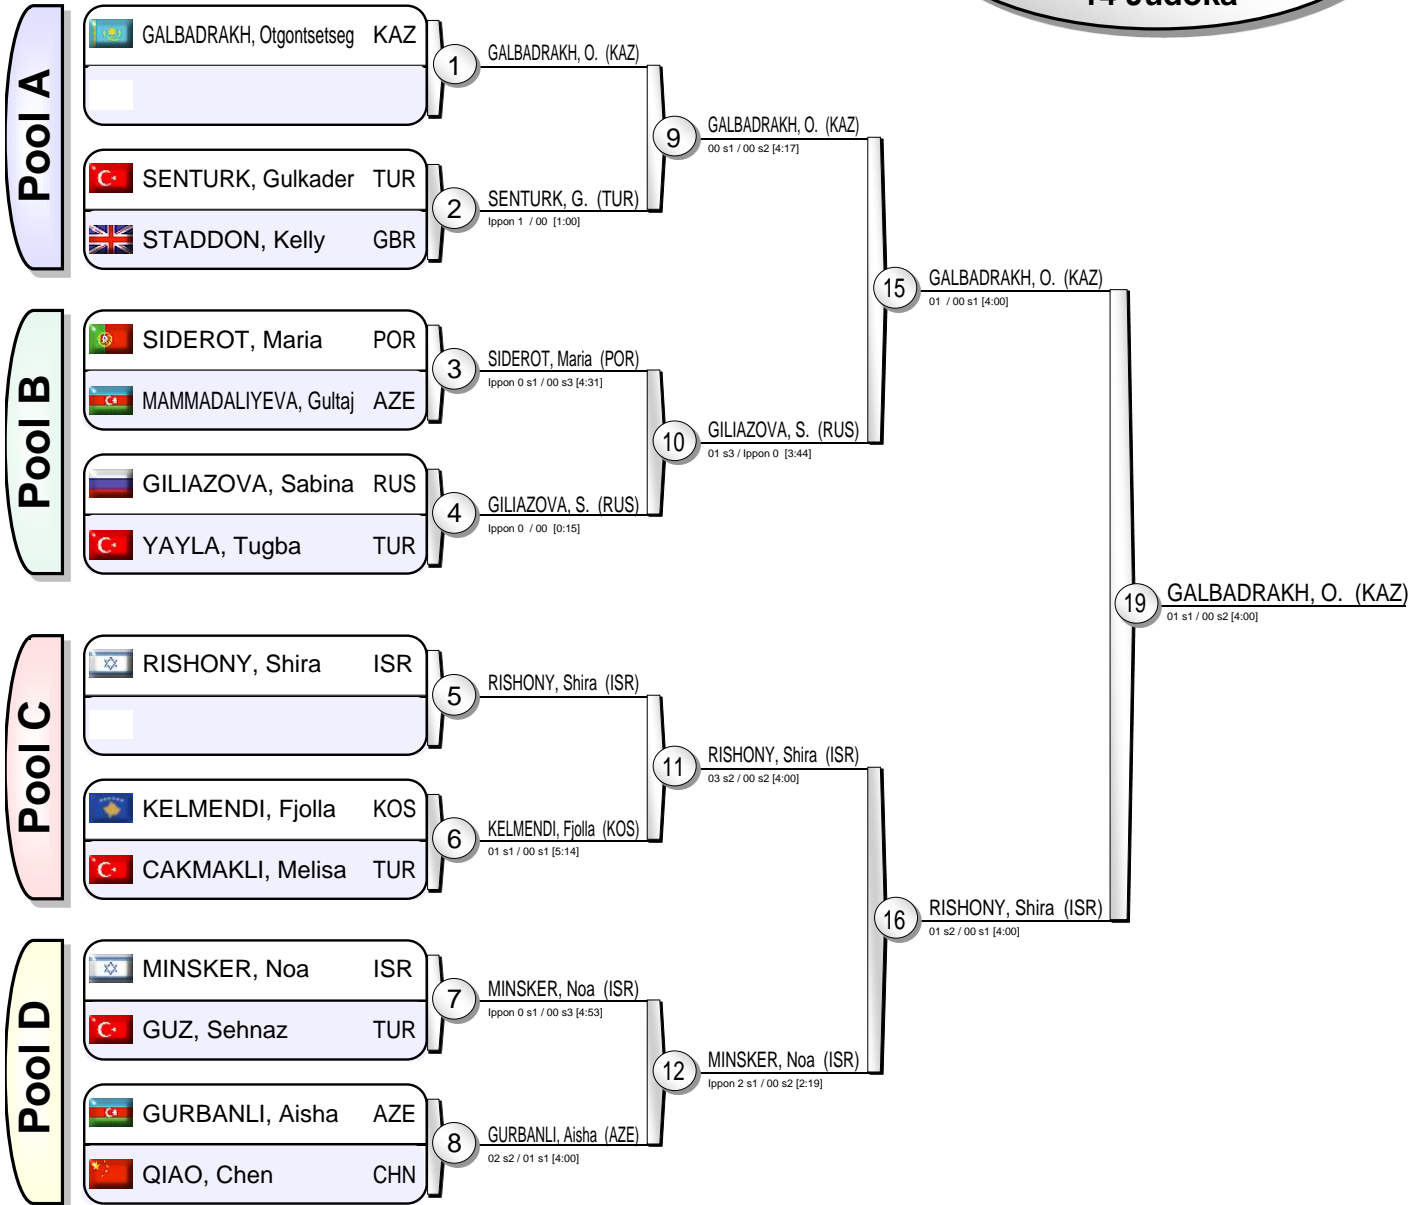 14 Judoka
Pool A
GALBADRAKH, Otgontsetseg KAZ
1
GALBADRAKH, O. (KAZ)
SENTURK, Gulkader TUR
STADDON, Kelly GBR
2
SENTURK, G. (TUR)
Ippon 1 / 00 [1:00]
9
GALBADRAKH, O. (KAZ)
00 s1 / 00 s2 [4:17]
Pool B
SIDEROT, Maria POR
MAMMADALIYEVA, Gultaj AZE
3
SIDEROT, Maria (POR)
Ippon 0 s1 / 00 s3 [4:31]
GILIAZOVA, Sabina RUS
YAYLA, Tugba TUR
4
GILIAZOVA, S. (RUS)
Ippon 0 / 00 [0:15]
10
GILIAZOVA, S. (RUS)
01 s3 / Ippon 0 [3:44]
15
GALBADRAKH, O. (KAZ)
01 / 00 s1 [4:00]
Pool C
RISHONY, Shira ISR
5
RISHONY, Shira (ISR)
KELMENDI, Fjolla KOS
CAKMAKLI, Melisa TUR
6
KELMENDI, Fjolla (KOS)
01 s1 / 00 s1 [5:14]
11
RISHONY, Shira (ISR)
03 s2 / 00 s2 [4:00]
Pool D
MINSKER, Noa ISR
GUZ, Sehnaz TUR
7
MINSKER, Noa (ISR)
Ippon 0 s1 / 00 s3 [4:53]
GURBANLI, Aisha AZE
QIAO, Chen CHN
8
GURBANLI, Aisha (AZE)
02 s2 / 01 s1 [4:00]
12
MINSKER, Noa (ISR)
Ippon 2 s1 / 00 s2 [2:19]
16
RISHONY, Shira (ISR)
01 s2 / 00 s1 [4:00]
19
GALBADRAKH, O. (KAZ)
01 s1 / 00 s2 [4:00]